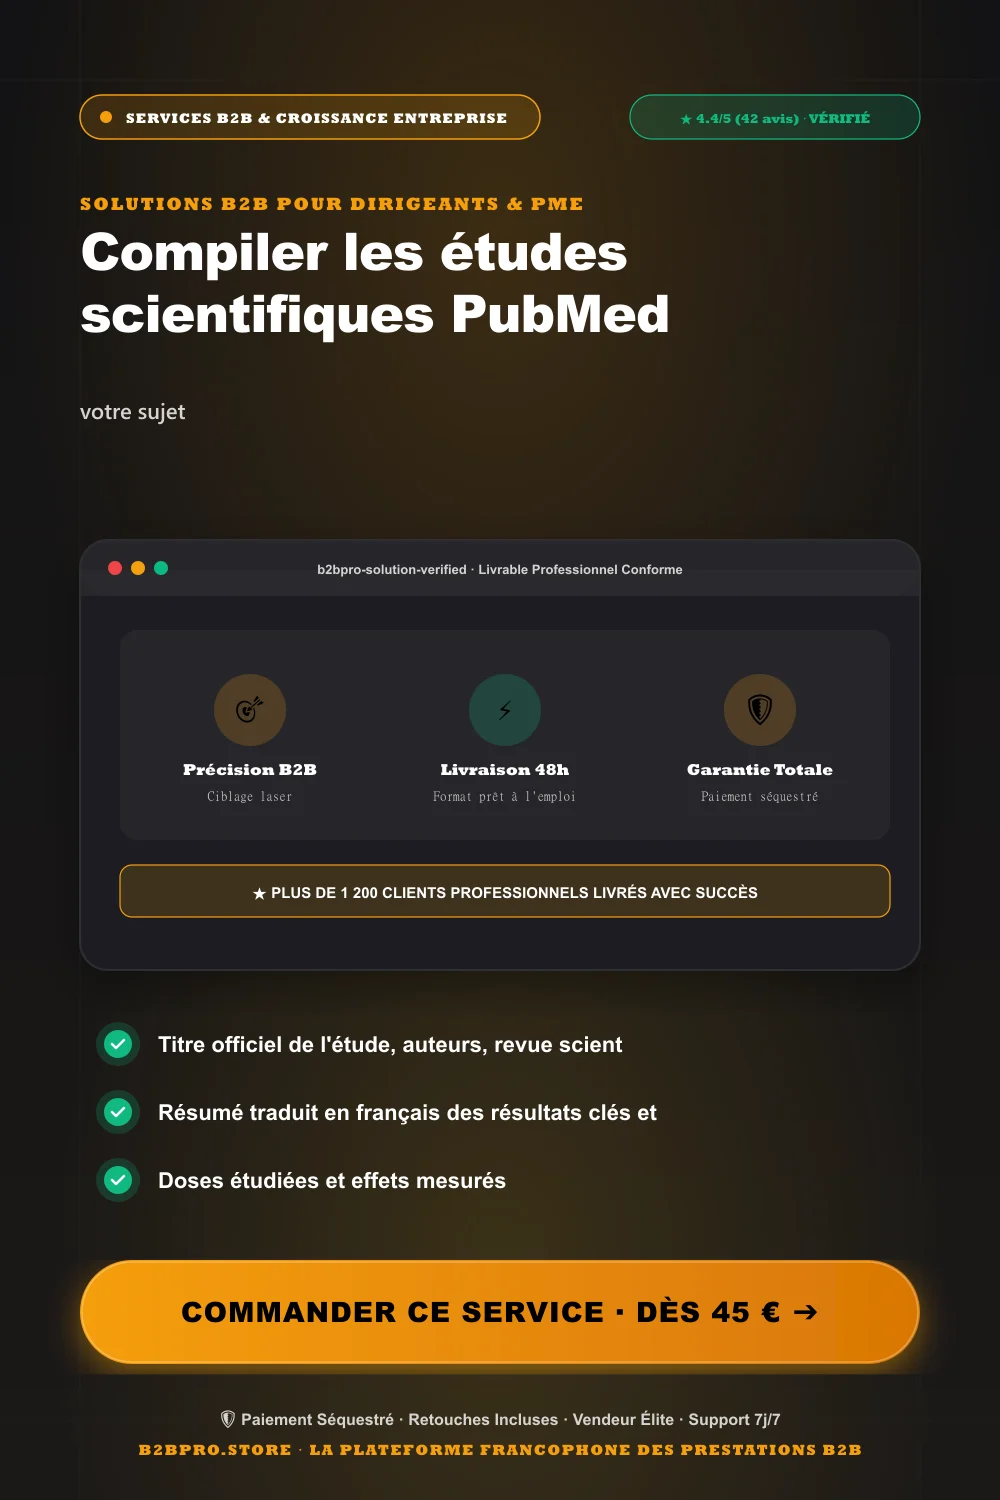 SERVICES B2B & CROISSANCE ENTREPRISE
★ 4.4/5 (42 avis) · VÉRIFIÉ
SOLUTIONS B2B POUR DIRIGEANTS & PME
Compiler les études
scientifiques PubMed
votre sujet
b2bpro-solution-verified · Livrable Professionnel Conforme
Précision B2B
Ciblage laser
Livraison 48h
Format prêt à l'emploi
Garantie Totale
Paiement séquestré
★ PLUS DE 1 200 CLIENTS PROFESSIONNELS LIVRÉS AVEC SUCCÈS
Titre officiel de l'étude, auteurs, revue scient
Résumé traduit en français des résultats clés et
Doses étudiées et effets mesurés
COMMANDER CE SERVICE · DÈS 45 € →
Paiement Séquestré · Retouches Incluses · Vendeur Élite · Support 7j/7
B2BPRO.STORE · LA PLATEFORME FRANCOPHONE DES PRESTATIONS B2B